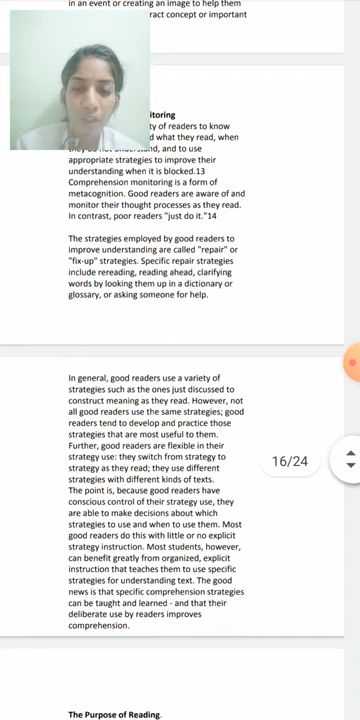 in an event or creating an image to help them
ract concept or important
itoring
ty of readers to know
d what they read, when
and, and to use
appropriate strategies to improve their
understanding when it is blocked.13
Comprehension monitoring is a form of
metacognition. Good readers are aware of and
monitor their thought processes as they read.
In contrast, poor readers "just do it."14
The strategies employed by good readers to
improve understanding are called "repair" or
"fix-up" strategies. Specific repair strategies
include rereading, reading ahead, clarifying
words by looking them up in a dictionary or
glossary, or asking someone for help.
In general, good readers use a variety of
strategies such as the ones just discussed to
construct meaning as they read. However, not
all good readers use the same strategies; good
readers tend to develop and practice those
strategies that are most useful to them.
Further, good readers are flexible in their
strategy use: they switch from strategy to
strategy as they read; they use different
strategies with different kinds of texts.
The point is, because good readers have
conscious control of their strategy use, they
are able to make decisions about which
strategies to use and when to use them. Most
good readers do this with little or no explicit
strategy instruction. Most students, however,
can benefit greatly from organized, explicit
instruction that teaches them to use specific
strategies for understanding text. The good
news is that specific comprehension strategies
can be taught and learned - and that their
deliberate use by readers improves
comprehension.
16/24
The Purpose of Reading.